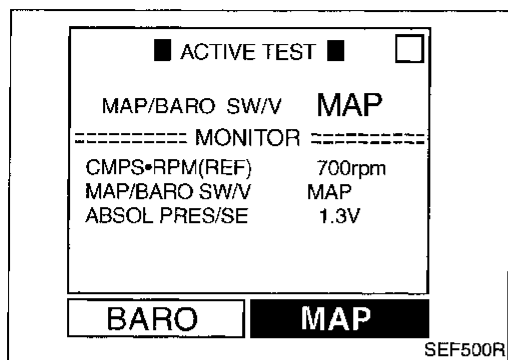 ACTIVE TEST
MAP/BARO SW/V MAP
MONITOR
CMPS•RPM(REF) 700rpm
MAP/BARO SW/V MAP
ABSOL PRES/SE 1.3V
BARO MAP
SEF500R